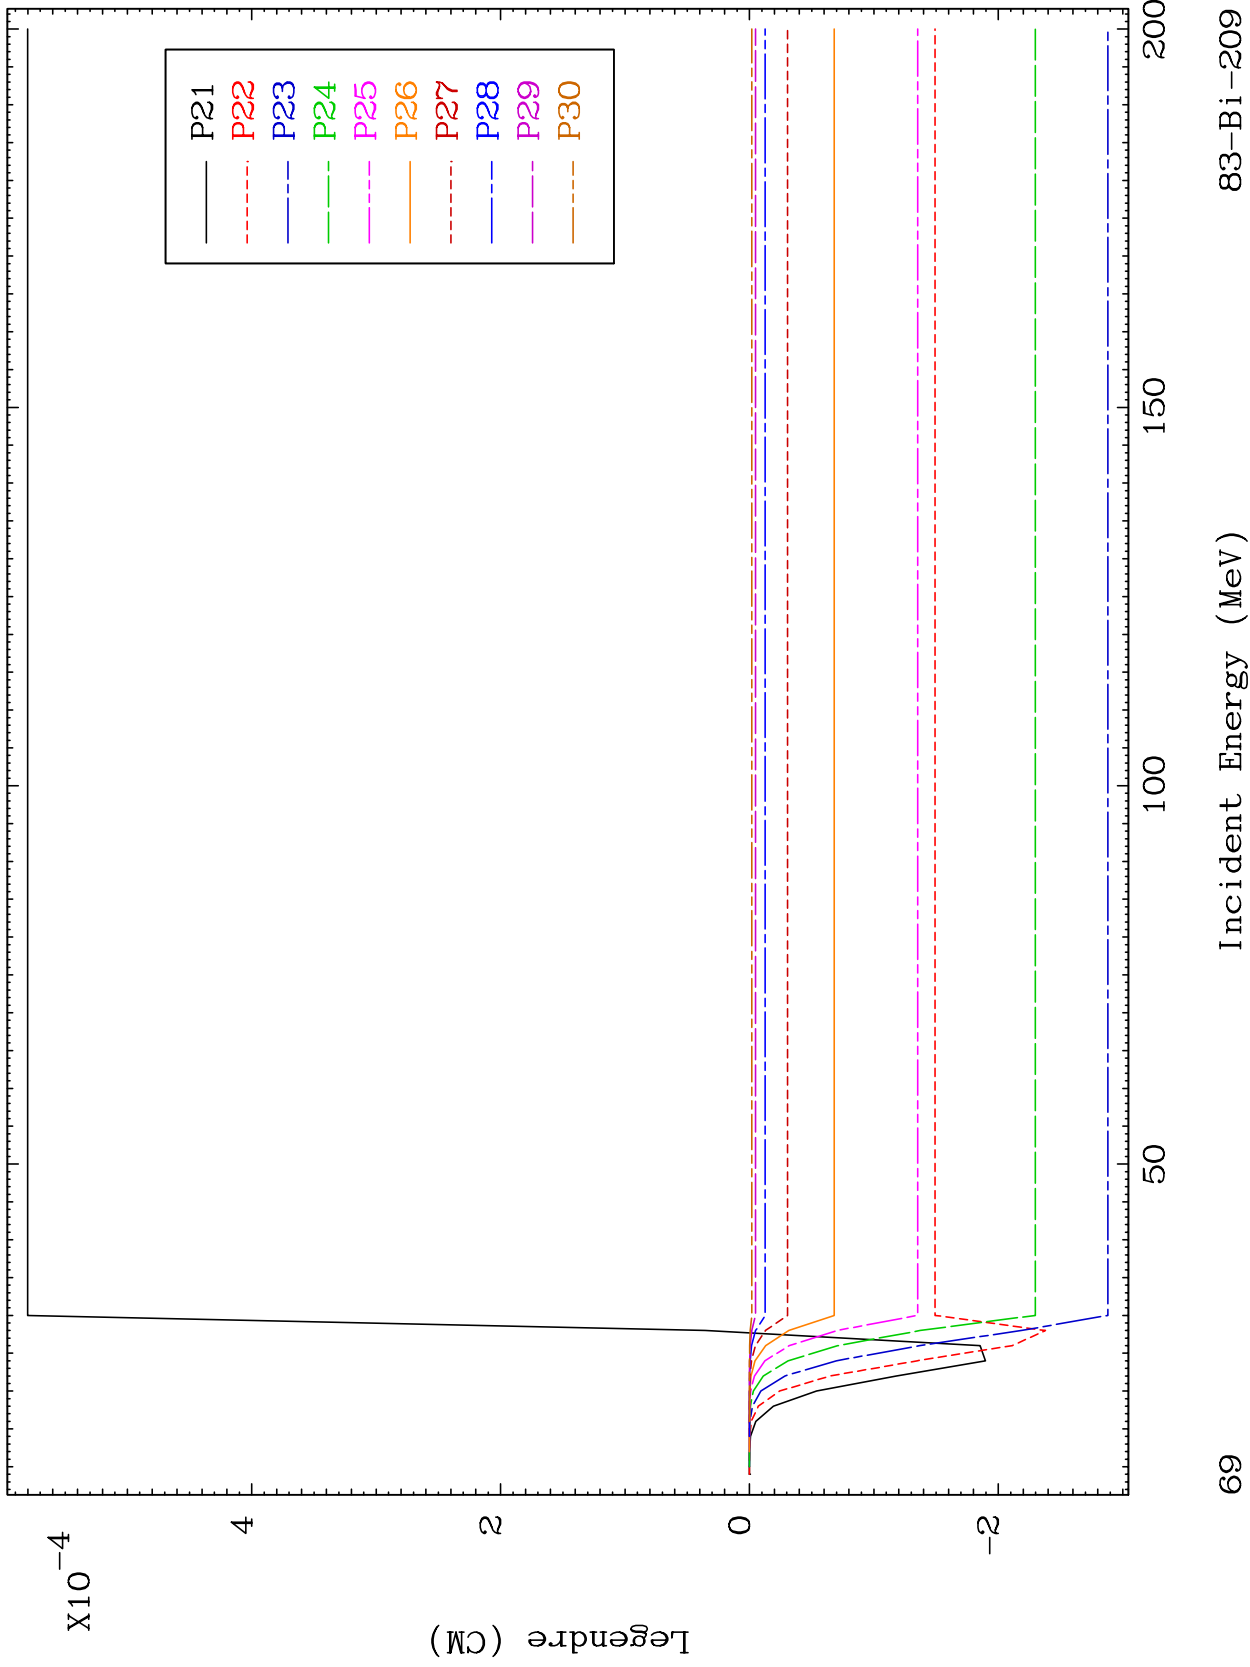 X10-4
Legendre (CM)
4
2
0
-2
P21
P22
P23
P24
P25
P26
P27
P28
P29
P30
50
100
150
200
Incident Energy (MeV)
69
83-Bi-209